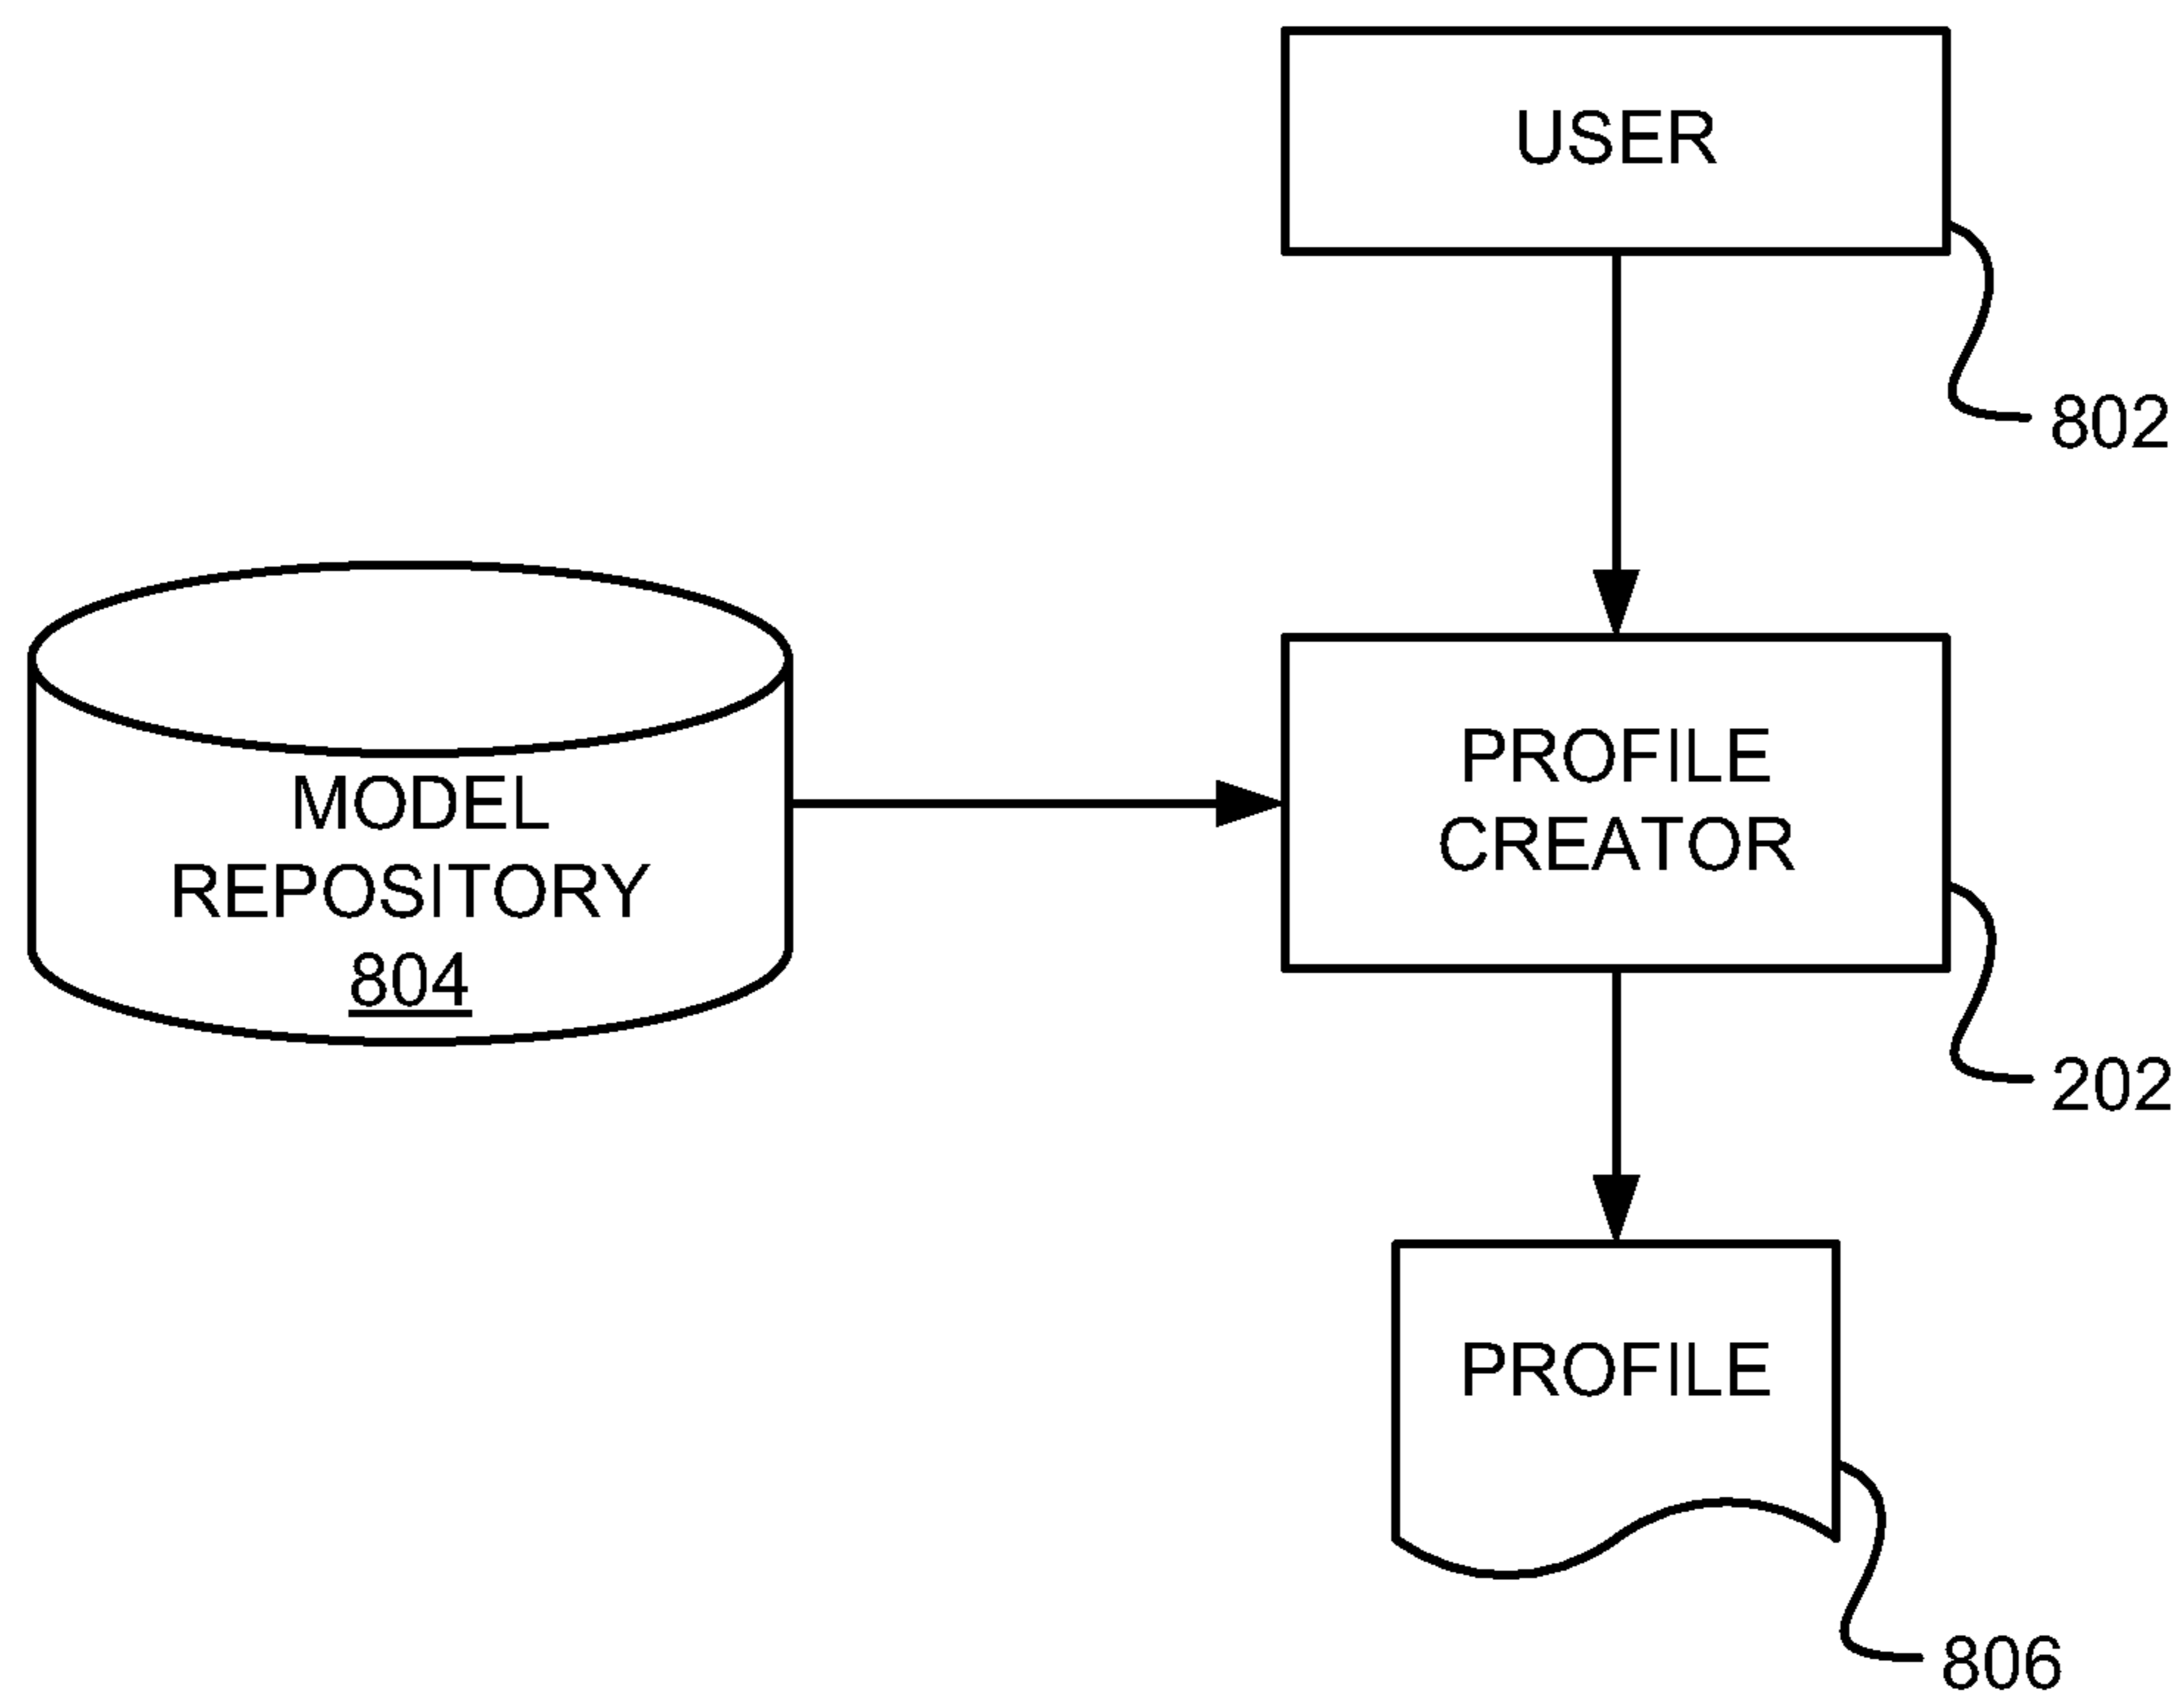 USER
802
MODEL
REPOSITORY
804
PROFILE
CREATOR
202
PROFILE
806